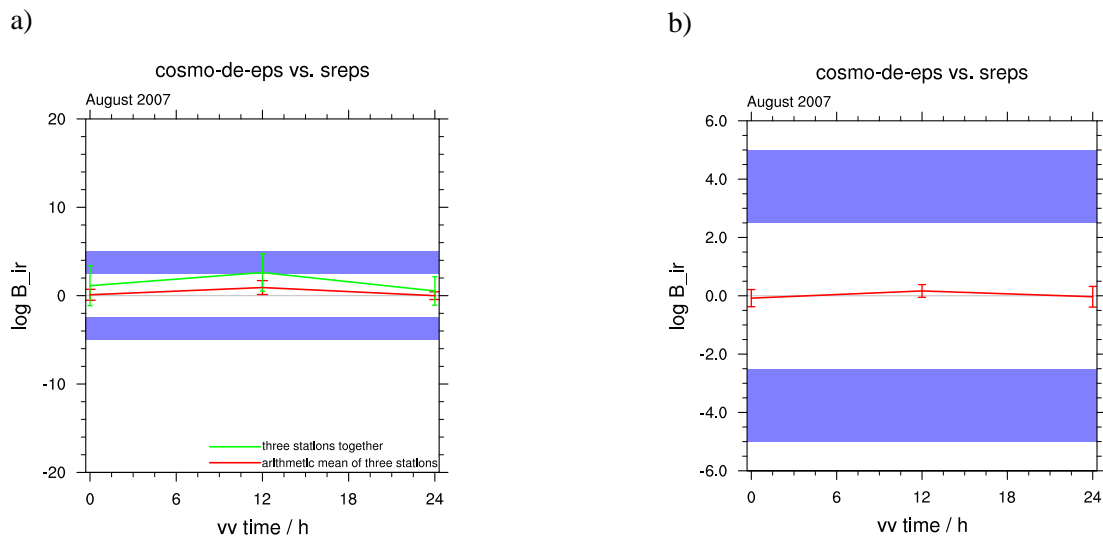 a)
cosmo-de-eps vs. sreps
August 2007
20
10
0
-10
-20
log B_ir
three stations together
arithmetic mean of three stations
0 6 12 18 24
vv time / h
b)
cosmo-de-eps vs. sreps
August 2007
6.0
4.0
2.0
0.0
-2.0
-4.0
-6.0
log B_ir
0 6 12 18 24
vv time / h